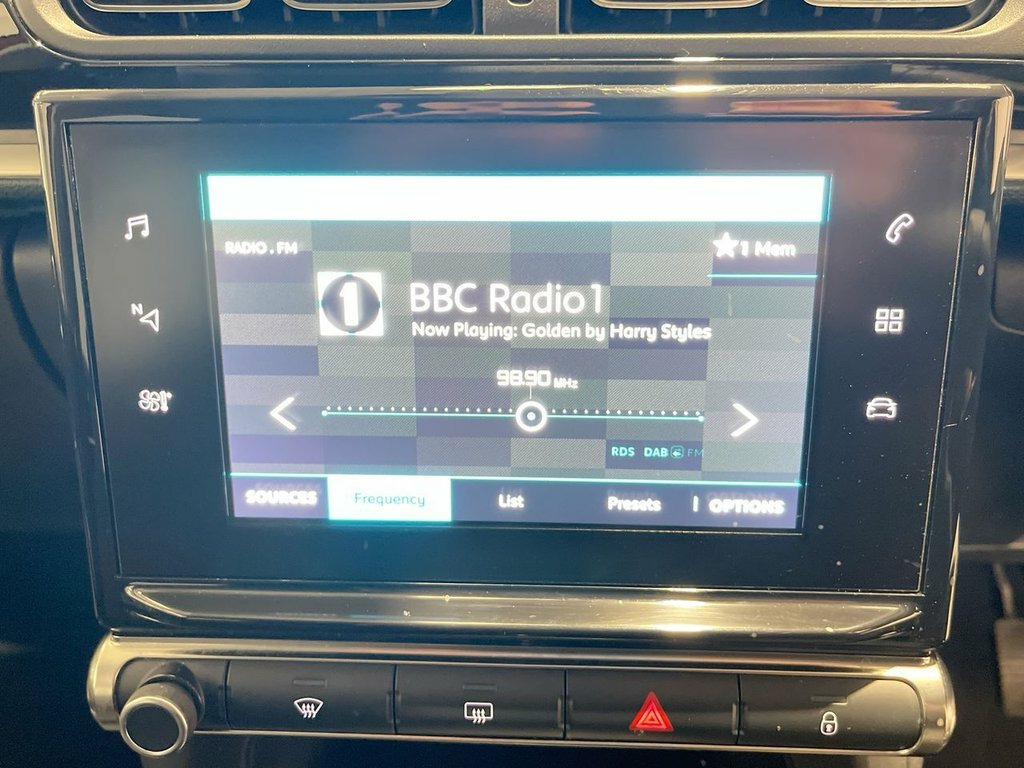 RADIO . FM
1 Mem
1
BBC Radio 1
Now Playing: Golden by Harry Styles
N
98.90 MHz
RDS DAB FM
SOURCES Frequency List Presets OPTIONS